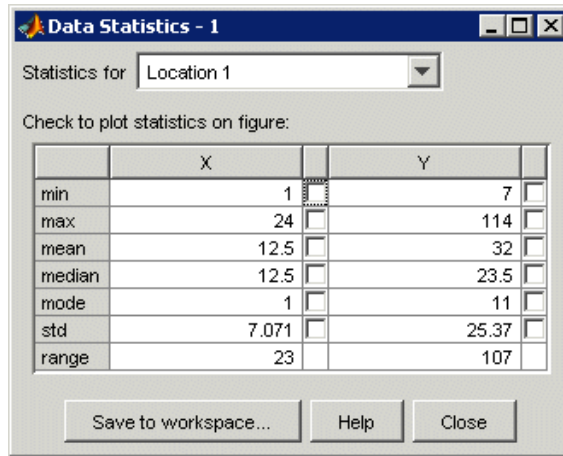 Data Statistics - 1
Statistics for Location 1
Check to plot statistics on figure:
X Y
min 1 7
max 24 114
mean 12.5 32
median 12.5 23.5
mode 1 11
std 7.071 25.37
range 23 107
Save to workspace... Help Close